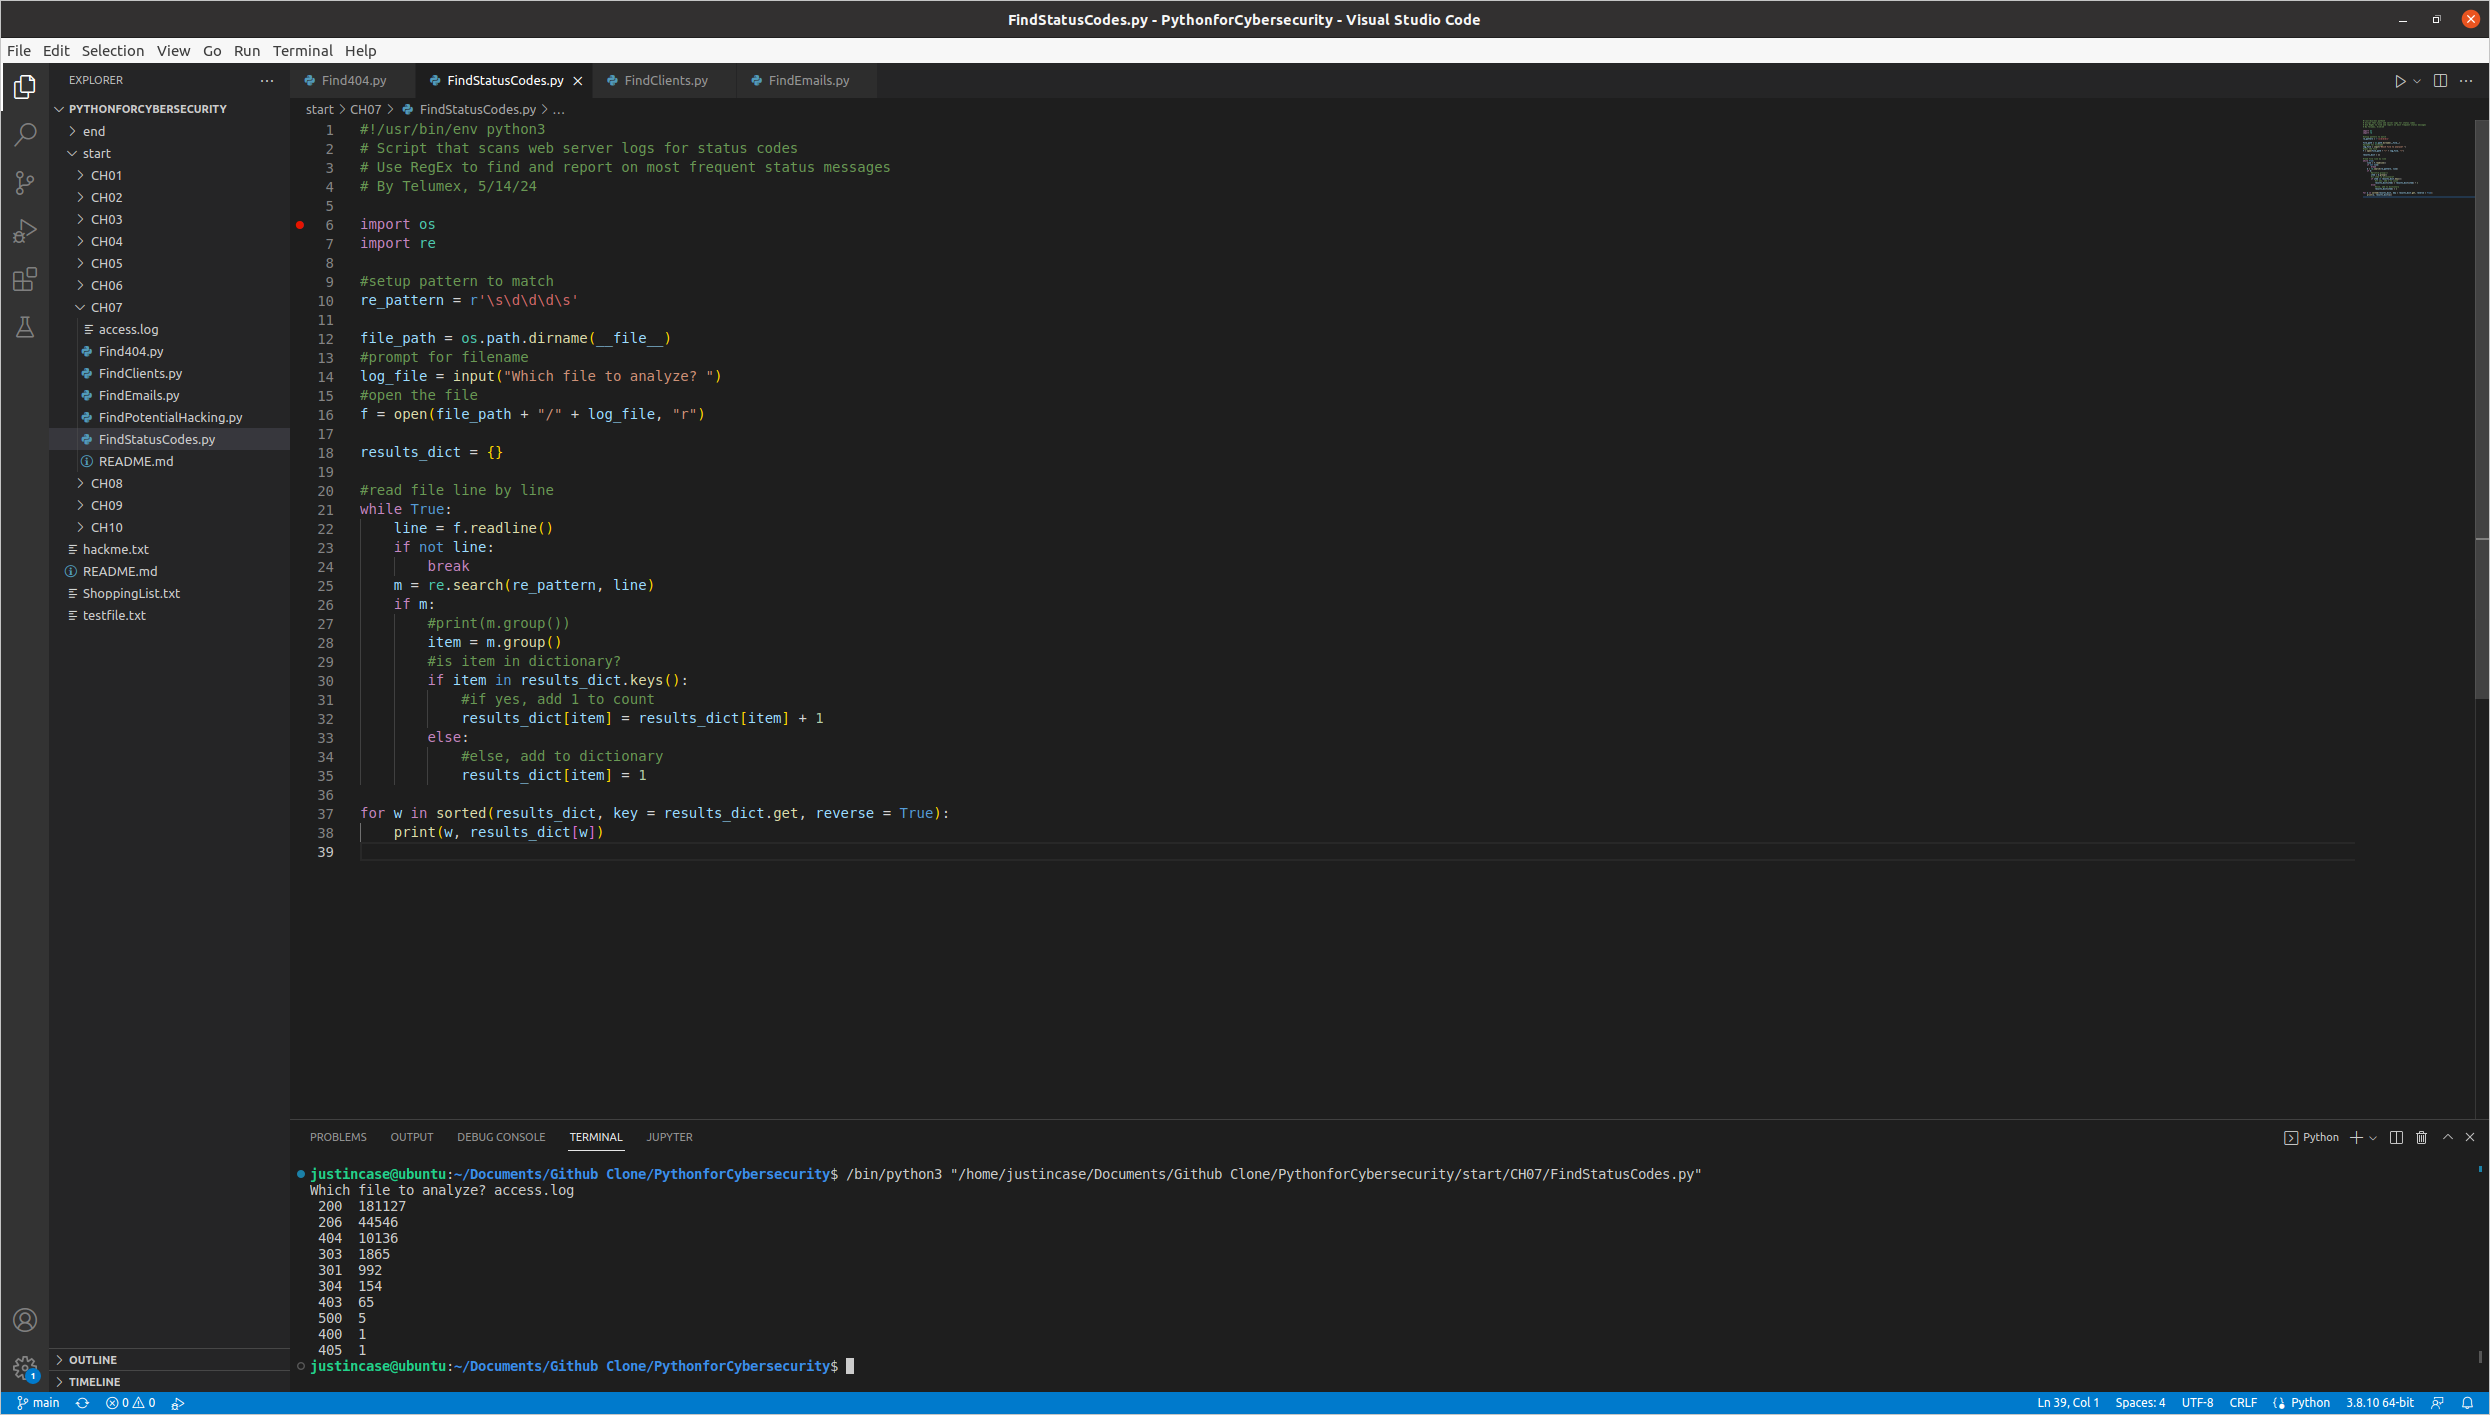 FindStatusCodes.py - PythonforCybersecurity - Visual Studio Code
File Edit Selection View Go Run Terminal Help
EXPLORER
PYTHONFORCYBERSECURITY
end
start
CH01
CH02
CH03
CH04
CH05
CH06
CH07
access.log
Find404.py
FindClients.py
FindEmails.py
FindPotentialHacking.py
FindStatusCodes.py
README.md
CH08
CH09
CH10
hackme.txt
README.md
ShoppingList.txt
testfile.txt
OUTLINE
TIMELINE
Find404.py FindStatusCodes.py FindClients.py FindEmails.py
start > CH07 > FindStatusCodes.py > ...
1 #!/usr/bin/env python3
2 # Script that scans web server logs for status codes
3 # Use RegEx to find and report on most frequent status messages
4 # By Telumex, 5/14/24
5
6 import os
7 import re
8
9 #setup pattern to match
10 re_pattern = r'\s\d\d\d\s'
11
12 file_path = os.path.dirname(__file__)
13 #prompt for filename
14 log_file = input("Which file to analyze? ")
15 #open the file
16 f = open(file_path + "/" + log_file, "r")
17
18 results_dict = {}
19
20 #read file line by line
21 while True:
22     line = f.readline()
23     if not line:
24         break
25     m = re.search(re_pattern, line)
26     if m:
27         #print(m.group())
28         item = m.group()
29         #is item in dictionary?
30         if item in results_dict.keys():
31             #if yes, add 1 to count
32             results_dict[item] = results_dict[item] + 1
33         else:
34             #else, add to dictionary
35             results_dict[item] = 1
36
37 for w in sorted(results_dict, key = results_dict.get, reverse = True):
38     print(w, results_dict[w])
39
PROBLEMS OUTPUT DEBUG CONSOLE TERMINAL JUPYTER
Python
justincase@ubuntu:~/Documents/Github Clone/PythonforCybersecurity$ /bin/python3 "/home/justincase/Documents/Github Clone/PythonforCybersecurity/start/CH07/FindStatusCodes.py"
Which file to analyze? access.log
200 181127
206 44546
404 10136
303 1865
301 992
304 154
403 65
500 5
400 1
405 1
justincase@ubuntu:~/Documents/Github Clone/PythonforCybersecurity$
1
main 0 0 Ln 39, Col 1 Spaces: 4 UTF-8 CRLF Python 3.8.10 64-bit